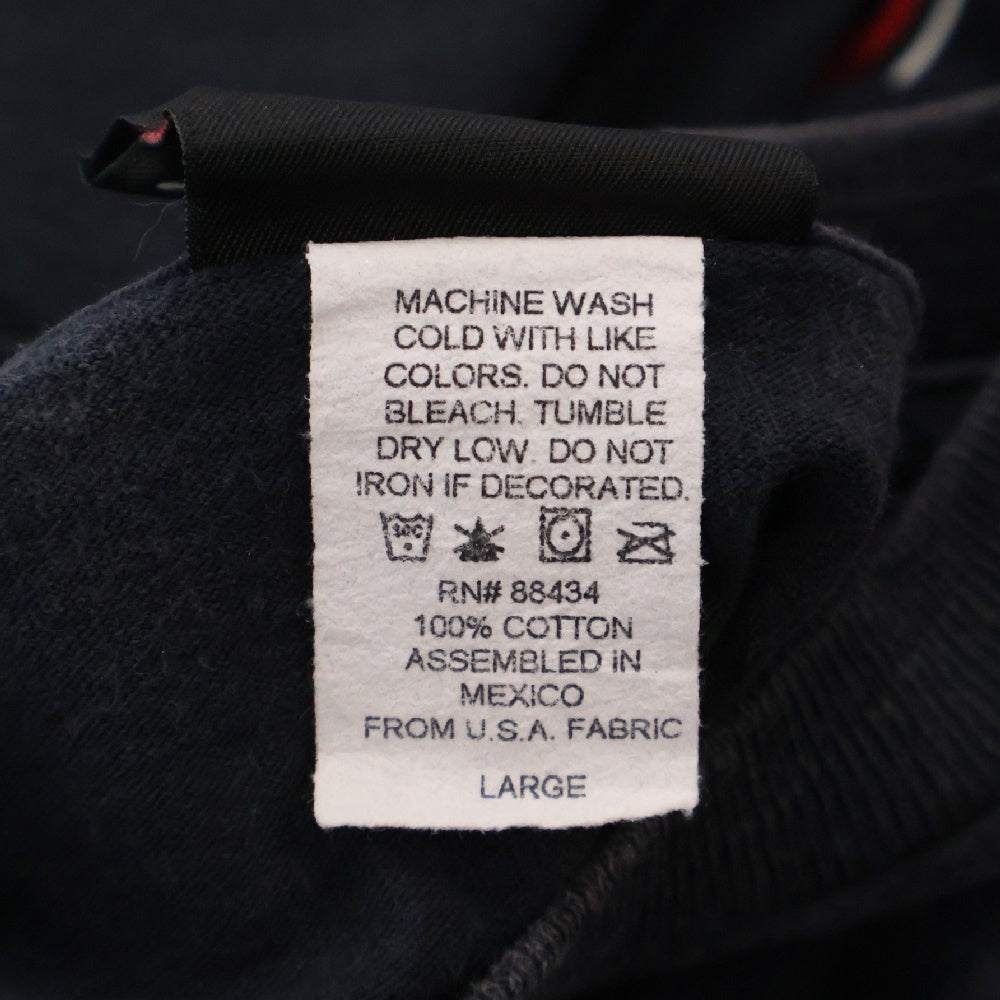 MACHINE WASH
COLD WITH LIKE
COLORS. DO NOT
BLEACH. TUMBLE
DRY LOW. DO NOT
IRON IF DECORATED.
30C
RN# 88434
100% COTTON
ASSEMBLED IN
MEXICO
FROM U.S.A. FABRIC
LARGE